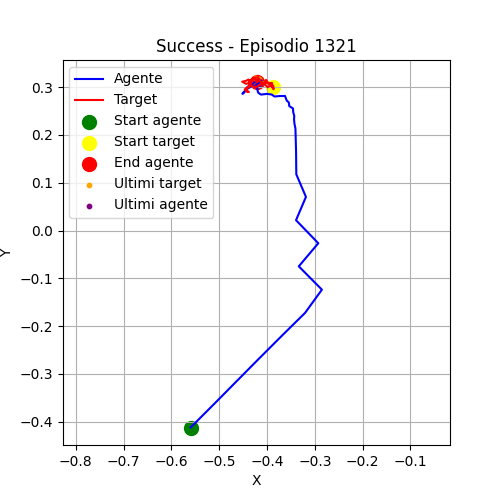 Success - Episodio 1321
Agente
Target
Start agente
Start target
End agente
Ultimi target
Ultimi agente
0.3
0.2
0.1
0.0
−0.1
−0.2
−0.3
−0.4
Y
−0.8 −0.7 −0.6 −0.5 −0.4 −0.3 −0.2 −0.1
X